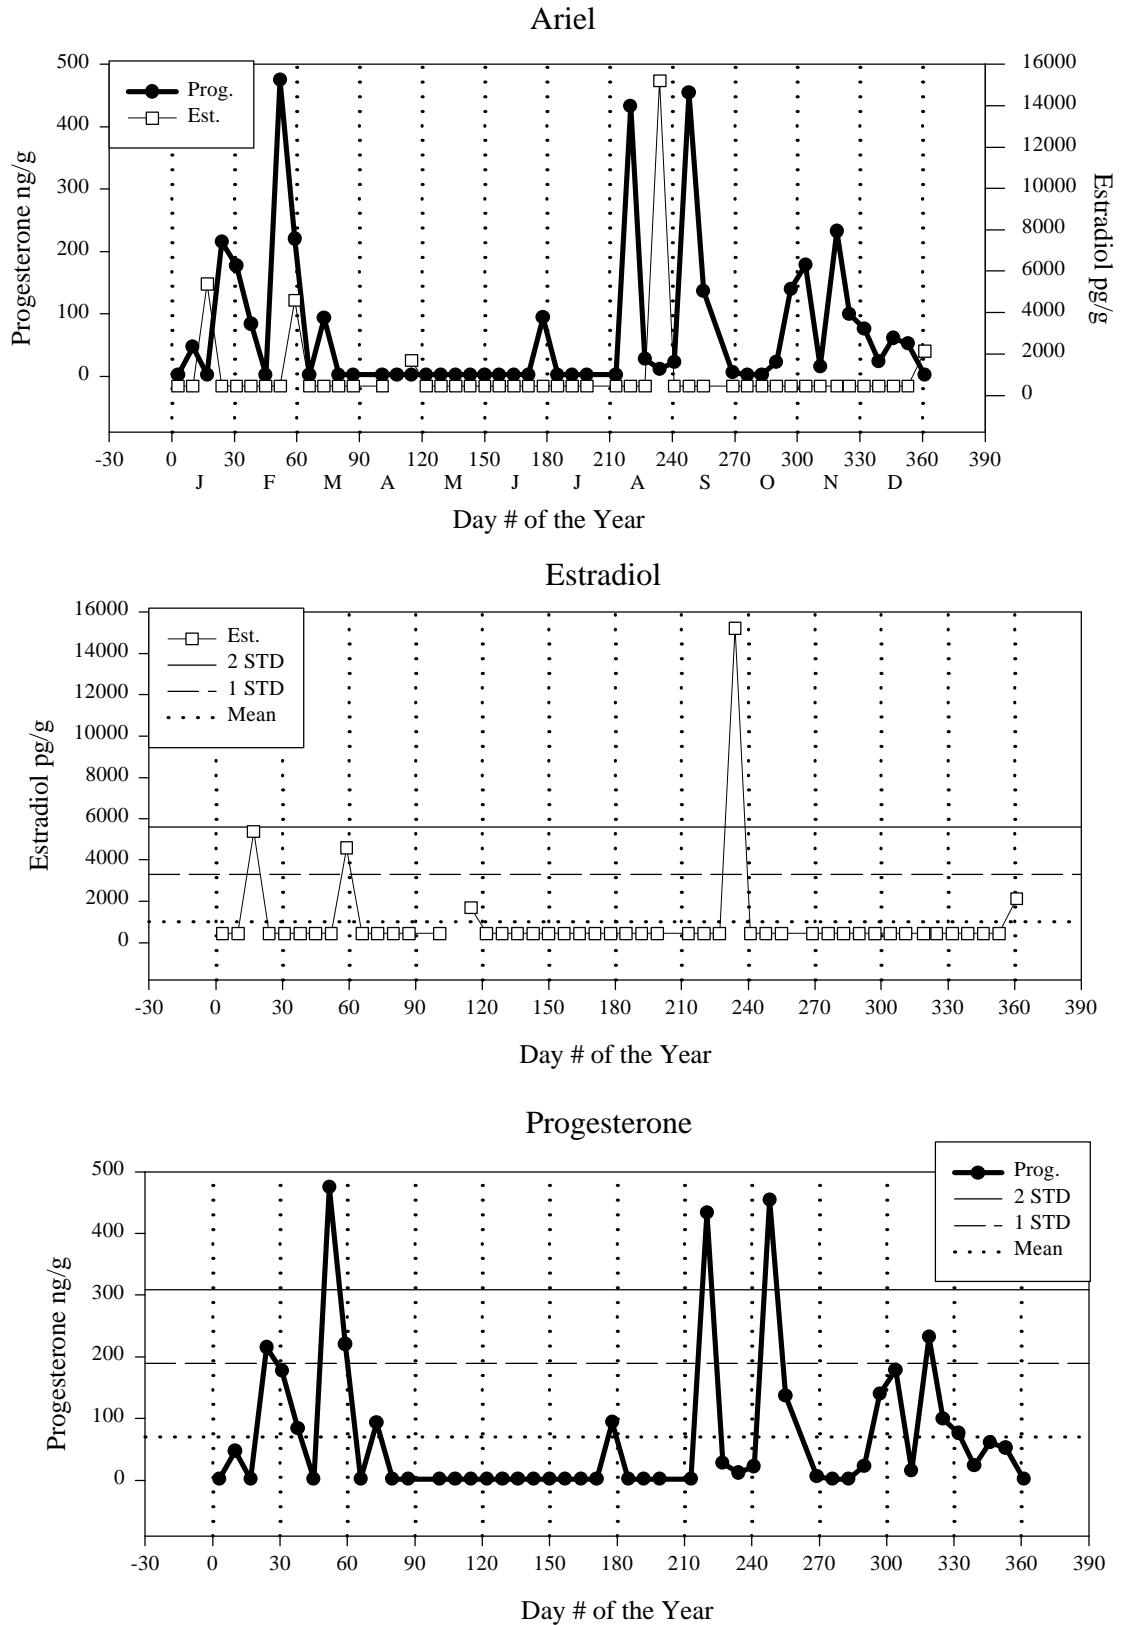 Ariel
500
400
300
200
100
0
Progesterone ng/g
Prog.
Est.
16000
14000
12000
10000
8000
6000
4000
2000
0
Estradiol pg/g
-30 0 30 60 90 120 150 180 210 240 270 300 330 360 390
J F M A M J J A S O N D
Day # of the Year
Estradiol
16000
14000
12000
10000
8000
6000
4000
2000
0
Estradiol pg/g
Est.
2 STD
1 STD
Mean
-30 0 30 60 90 120 150 180 210 240 270 300 330 360 390
Day # of the Year
Progesterone
500
400
300
200
100
0
Progesterone ng/g
Prog.
2 STD
1 STD
Mean
-30 0 30 60 90 120 150 180 210 240 270 300 330 360 390
Day # of the Year